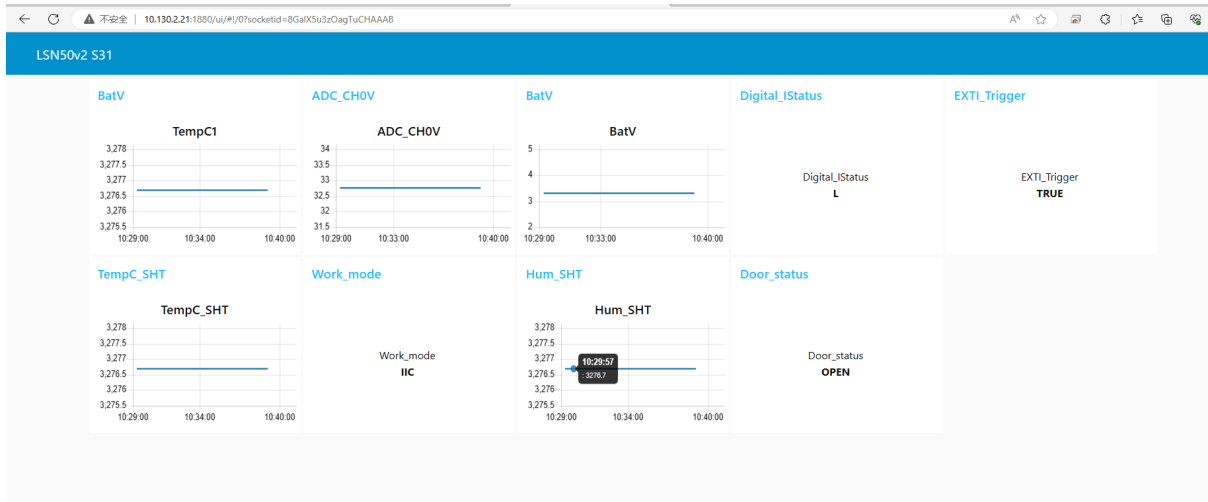 不安全 10.130.2.21:1880/ui/#!/0?socketid=8GalX5u3zOagTuCHAAAB
LSN50v2 S31
BatV
TempC1
3,278
3,277.5
3,277
3,276.5
3,276
3,275.5
10:29:00 10:34:00 10:40:00
ADC_CH0V
ADC_CH0V
34
33.5
33
32.5
32
31.5
10:29:00 10:33:00 10:40:00
BatV
BatV
5
4
3
2
10:29:00 10:33:00 10:40:00
Digital_IStatus
Digital_IStatus
L
EXTI_Trigger
EXTI_Trigger
TRUE
TempC_SHT
TempC_SHT
3,278
3,277.5
3,277
3,276.5
3,276
3,275.5
10:29:00 10:34:00 10:40:00
Work_mode
Work_mode
IIC
Hum_SHT
Hum_SHT
3,278
3,277.5
3,277
3,276.5
3,276
3,275.5
10:29:57
: 3276.7
10:29:00 10:34:00 10:40:00
Door_status
Door_status
OPEN